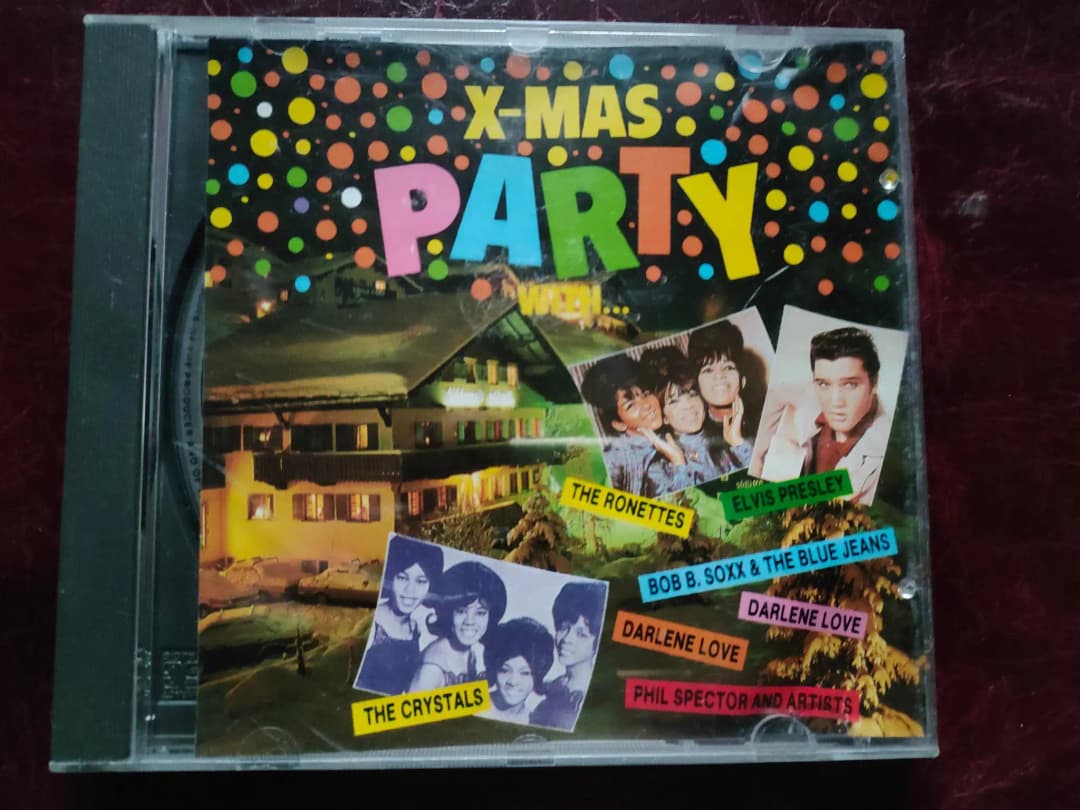 X-MAS
PARTY
WITH...
THE RONETTES
ELVIS PRESLEY
BOB B. SOXX & THE BLUE JEANS
DARLENE LOVE
DARLENE LOVE
THE CRYSTALS
PHIL SPECTOR AND ARTISTS